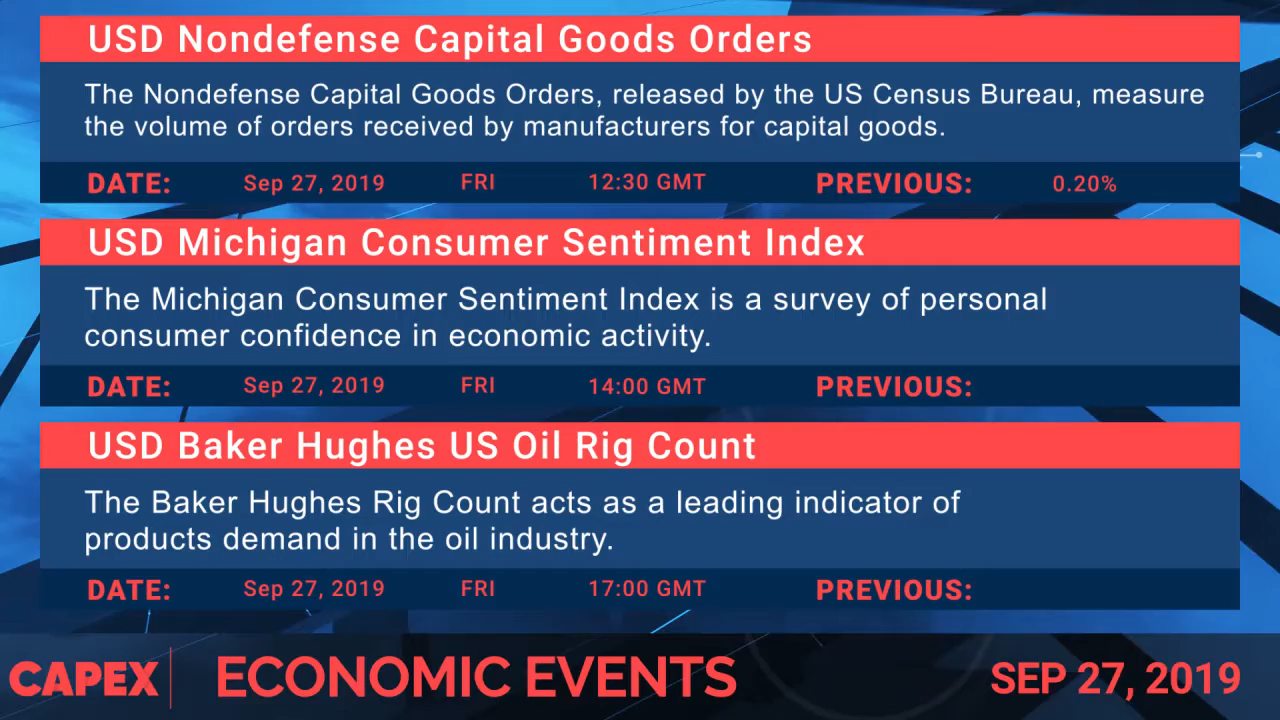 USD Nondefense Capital Goods Orders
The Nondefense Capital Goods Orders, released by the US Census Bureau, measure
the volume of orders received by manufacturers for capital goods.
DATE: Sep 27, 2019 FRI 12:30 GMT PREVIOUS: 0.20%
USD Michigan Consumer Sentiment Index
The Michigan Consumer Sentiment Index is a survey of personal
consumer confidence in economic activity.
DATE: Sep 27, 2019 FRI 14:00 GMT PREVIOUS:
USD Baker Hughes US Oil Rig Count
The Baker Hughes Rig Count acts as a leading indicator of
products demand in the oil industry.
DATE: Sep 27, 2019 FRI 17:00 GMT PREVIOUS:
CAPEX ECONOMIC EVENTS SEP 27, 2019